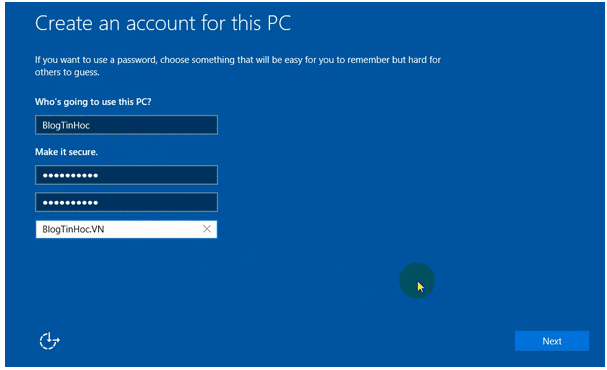 Create an account for this PC
If you want to use a password, choose something that will be easy for you to remember but hard for
others to guess.
Who's going to use this PC?
BlogTinHoc
Make it secure.
••••••••••
••••••••••
BlogTinHoc.VN
Next